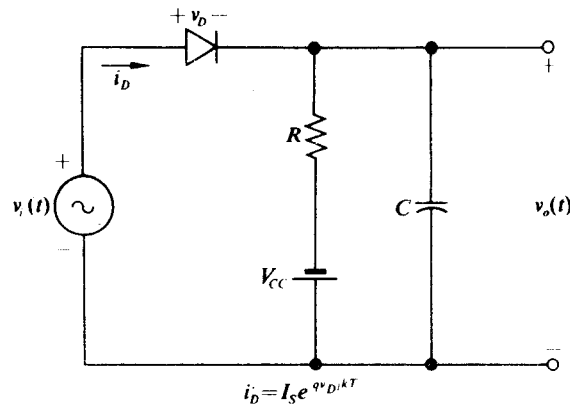 + v_D −
i_D
R
+
v_i(t)
−
C
+
v_o(t)
−
V_CC
i_D = I_S e^{qv_D/kT}